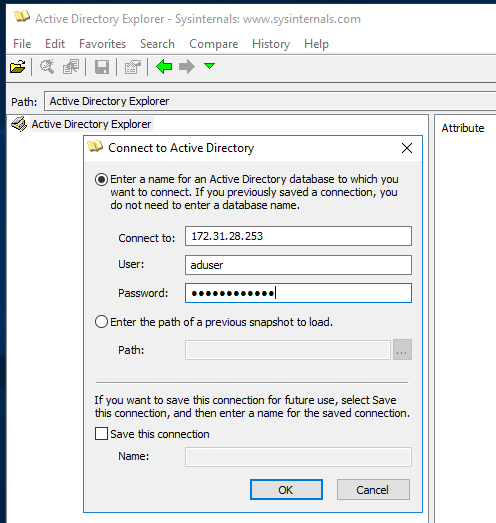 Active Directory Explorer - Sysinternals: www.sysinternals.com
File Edit Favorites Search Compare History Help
Path: Active Directory Explorer
Active Directory Explorer
Attribute
Connect to Active Directory
Enter a name for an Active Directory database to which you
want to connect. If you previously saved a connection, you
do not need to enter a database name.
Connect to: 172.31.28.253
User: aduser
Password: ●●●●●●●●●●●●
Enter the path of a previous snapshot to load.
Path: ...
If you want to save this connection for future use, select Save
this connection, and then enter a name for the saved connection.
Save this connection
Name:
OK Cancel